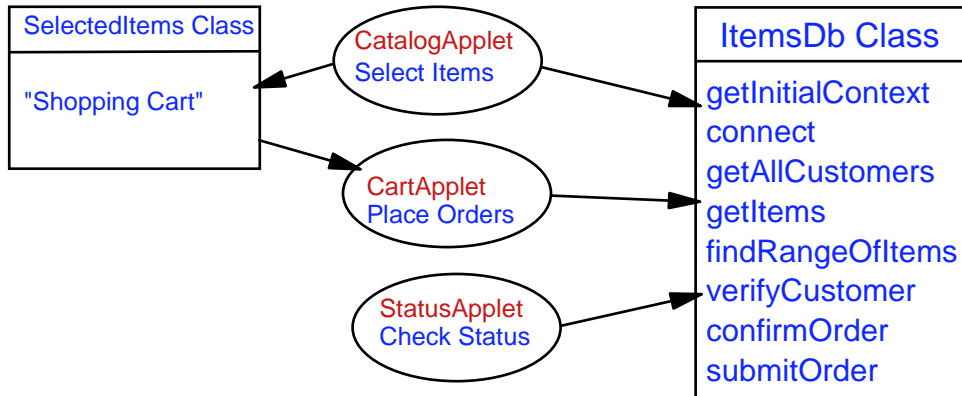 SelectedItems Class
"Shopping Cart"
CatalogApplet
Select Items
CartApplet
Place Orders
StatusApplet
Check Status
ItemsDb Class
getInitialContext
connect
getAllCustomers
getItems
findRangeOfItems
verifyCustomer
confirmOrder
submitOrder